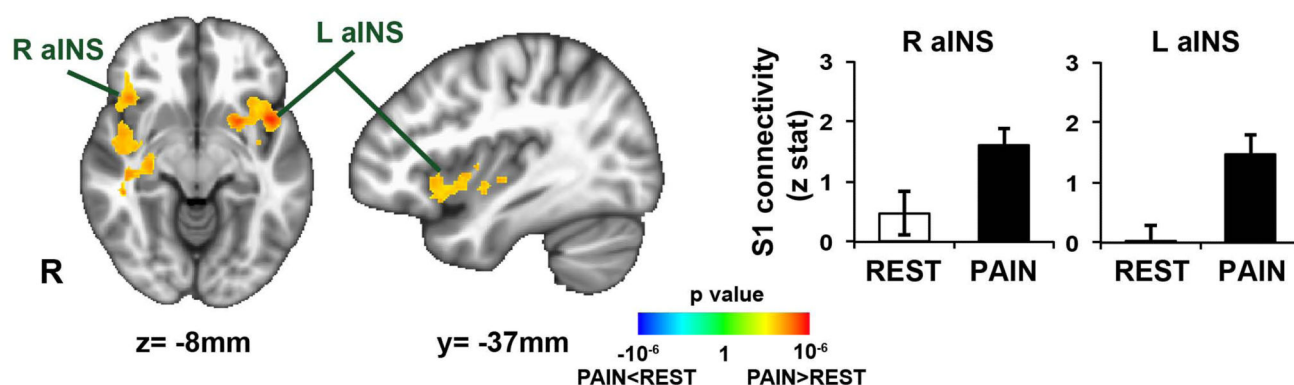 R aINS
L aINS
R
z= -8mm
y= -37mm
p value
-10⁻⁶ 1 10⁻⁶
PAIN<REST PAIN>REST
R aINS
L aINS
S1 connectivity
(z stat)
3
2
1
0
REST PAIN
3
2
1
0
REST PAIN